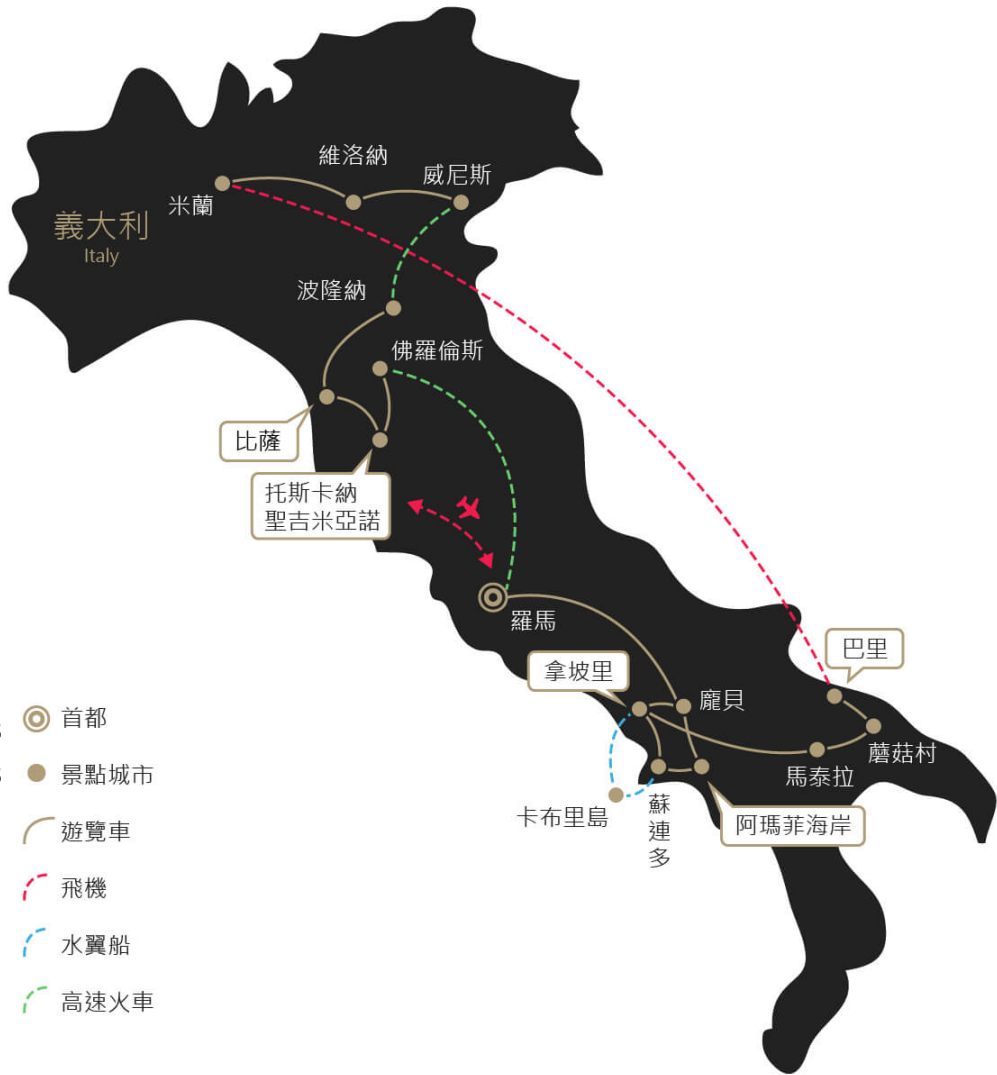 維洛納
威尼斯
米蘭
義大利
Italy
波隆納
佛羅倫斯
比薩
托斯卡納
聖吉米亞諾
羅馬
巴里
拿坡里
龐貝
蘑菇村
馬泰拉
卡布里島
蘇連多
阿瑪菲海岸
首都
景點城市
遊覽車
飛機
水翼船
高速火車